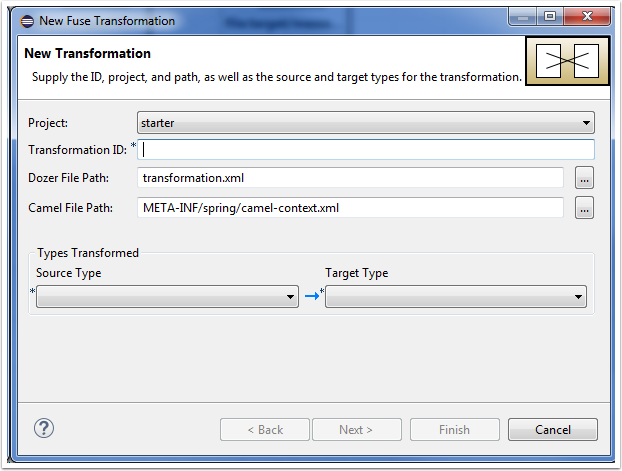 New Fuse Transformation
New Transformation
Supply the ID, project, and path, as well as the source and target types for the transformation.
Project: starter
Transformation ID: *
Dozer File Path: transformation.xml ...
Camel File Path: META-INF/spring/camel-context.xml ...
Types Transformed
Source Type Target Type
* *
? < Back Next > Finish Cancel